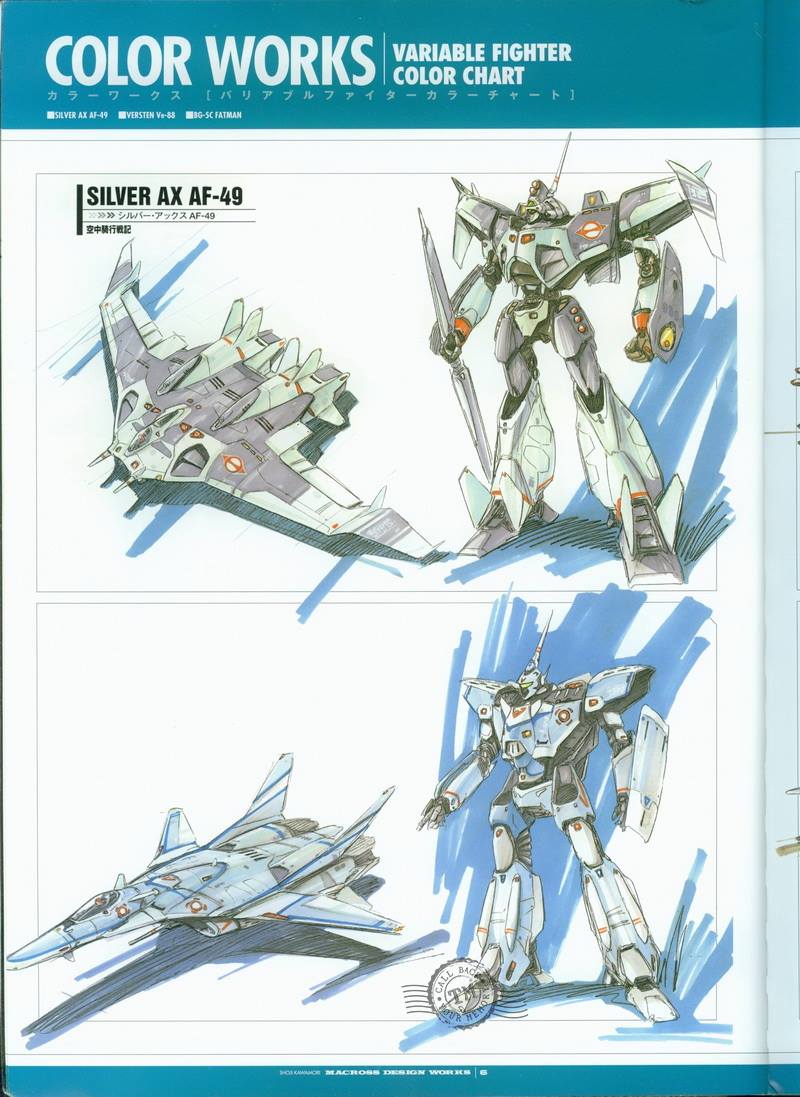 COLOR WORKS
VARIABLE FIGHTER
COLOR CHART
カラーワークス [バリアブルファイターカラーチャート]
■SILVER AX AF-49 ■VERSTEN Ve-88 ■BG-5C FATMAN
SILVER AX AF-49
>>>> シルバー・アックス AF-49
空中騎行戦記
CALL BACK
TMJ
YOUR MEMORY
SHOJI KAWAMORI MACROSS DESIGN WORKS | 6